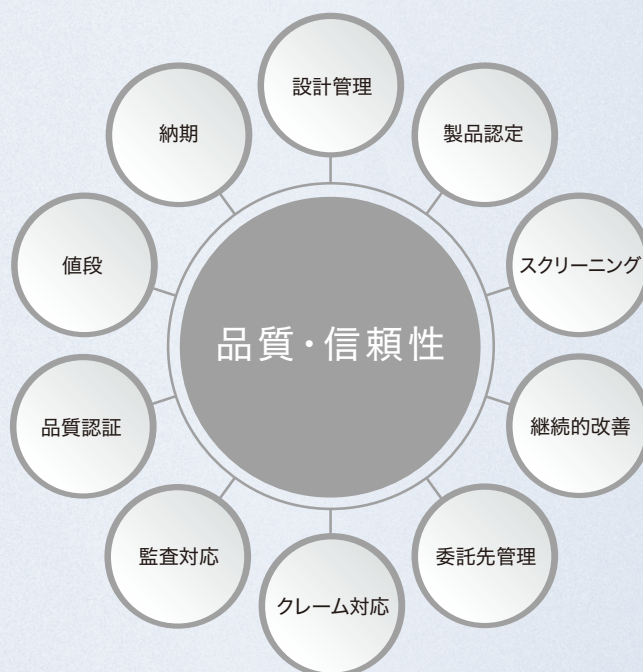 設計管理
製品認定
スクリーニング
継続的改善
委託先管理
クレーム対応
監査対応
品質認証
値段
納期
品質・信頼性